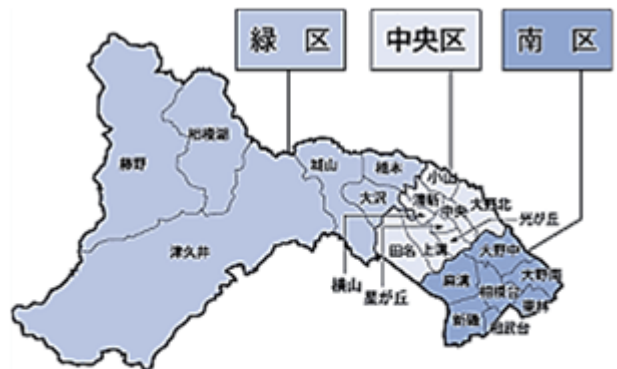 緑 区
中央区
南 区
相模湖
藤野
城山
橋本
小山
大沢
清新
中央
大野北
光が丘
津久井
田名
上溝
大野中
横山
星が丘
麻溝
相模台
大野南
東林
新磯
相武台